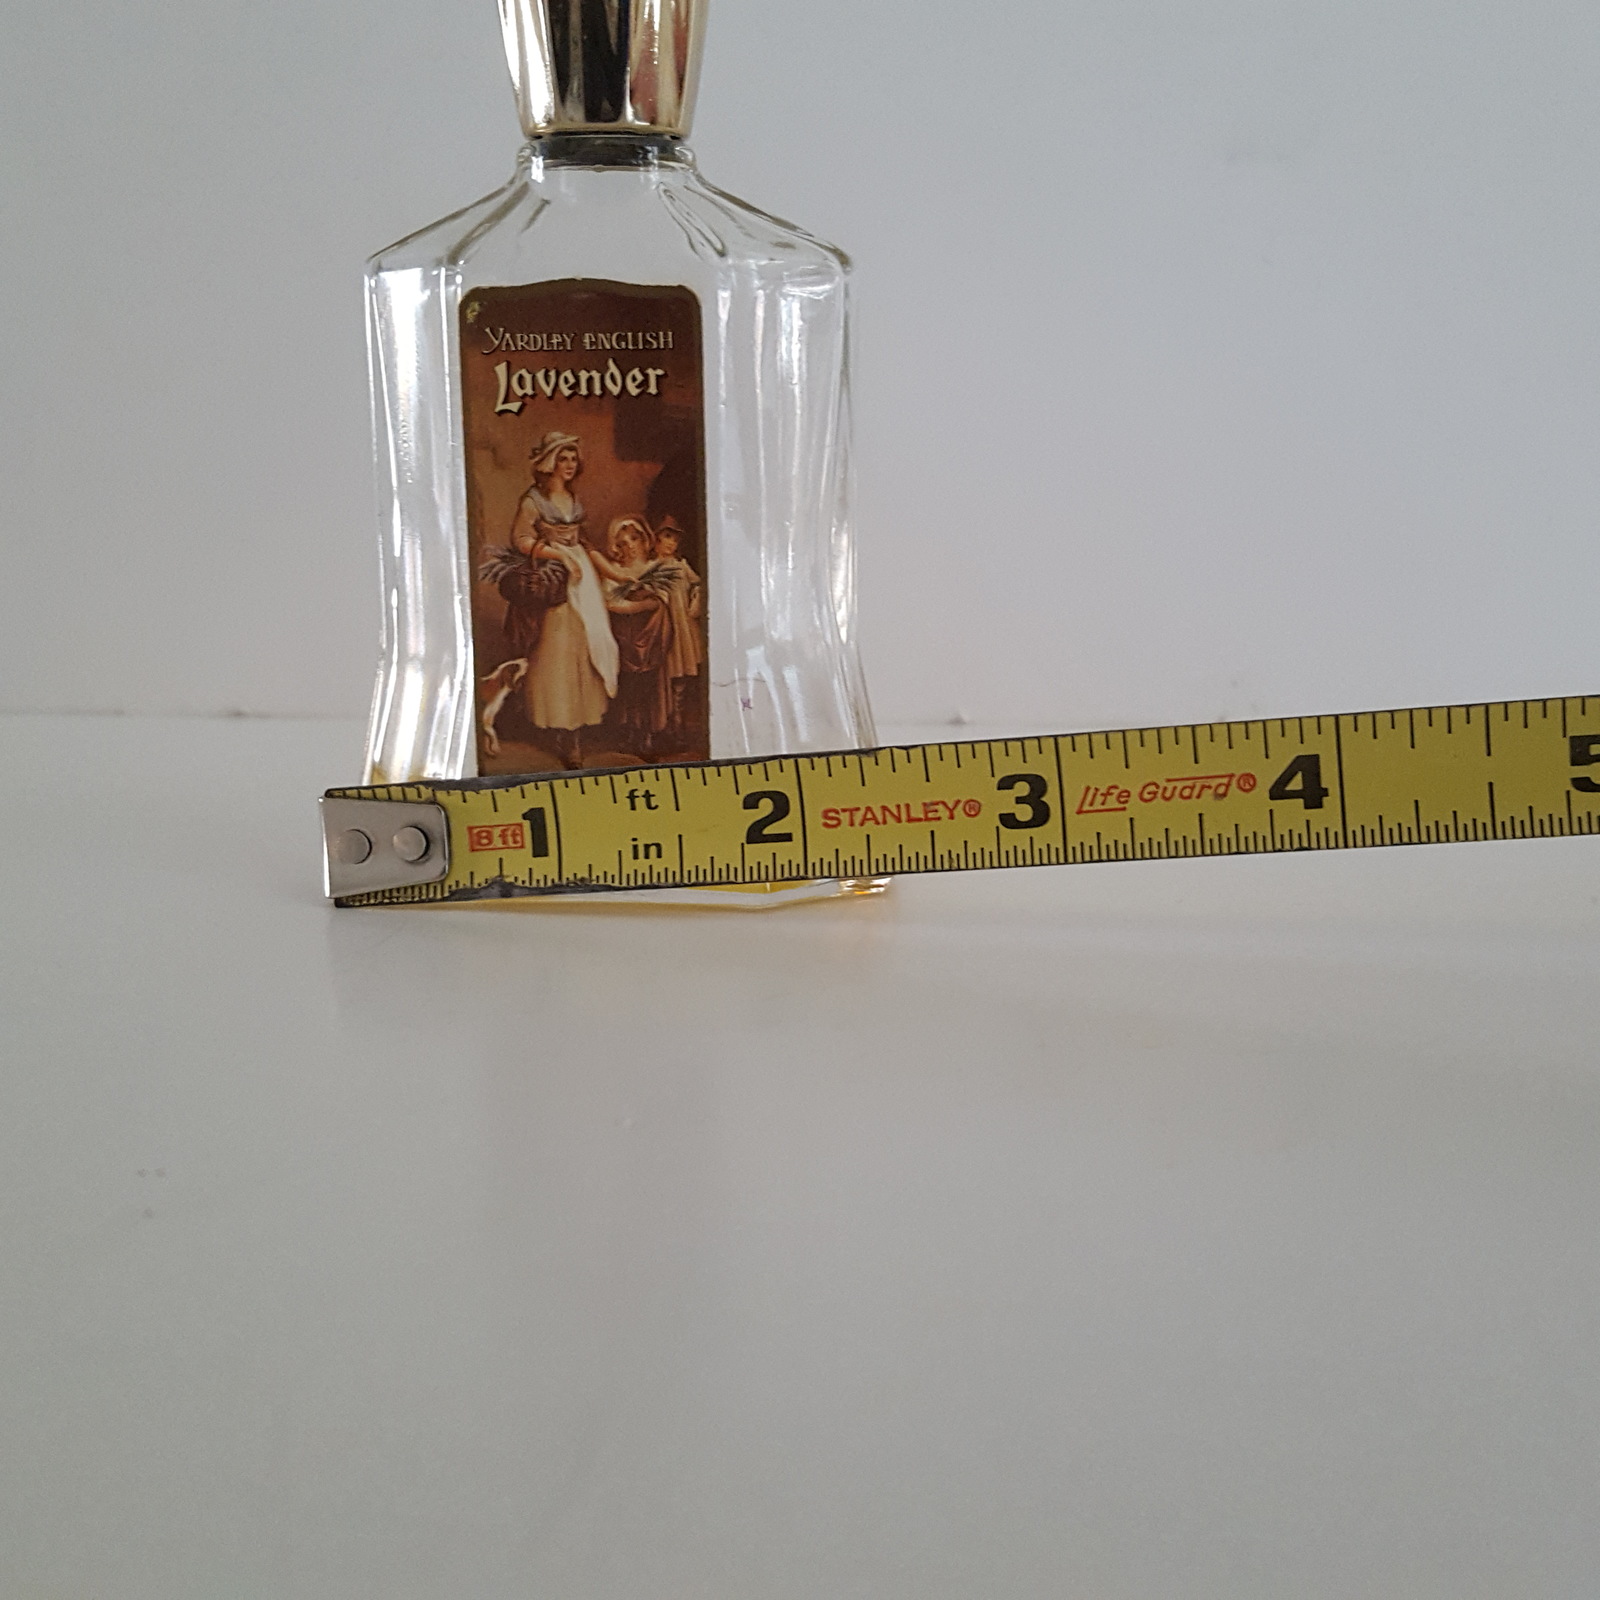 YARDLEY ENGLISH
Lavender
8 ft 1 ft in 2 STANLEY® 3 Life Guard® 4 5